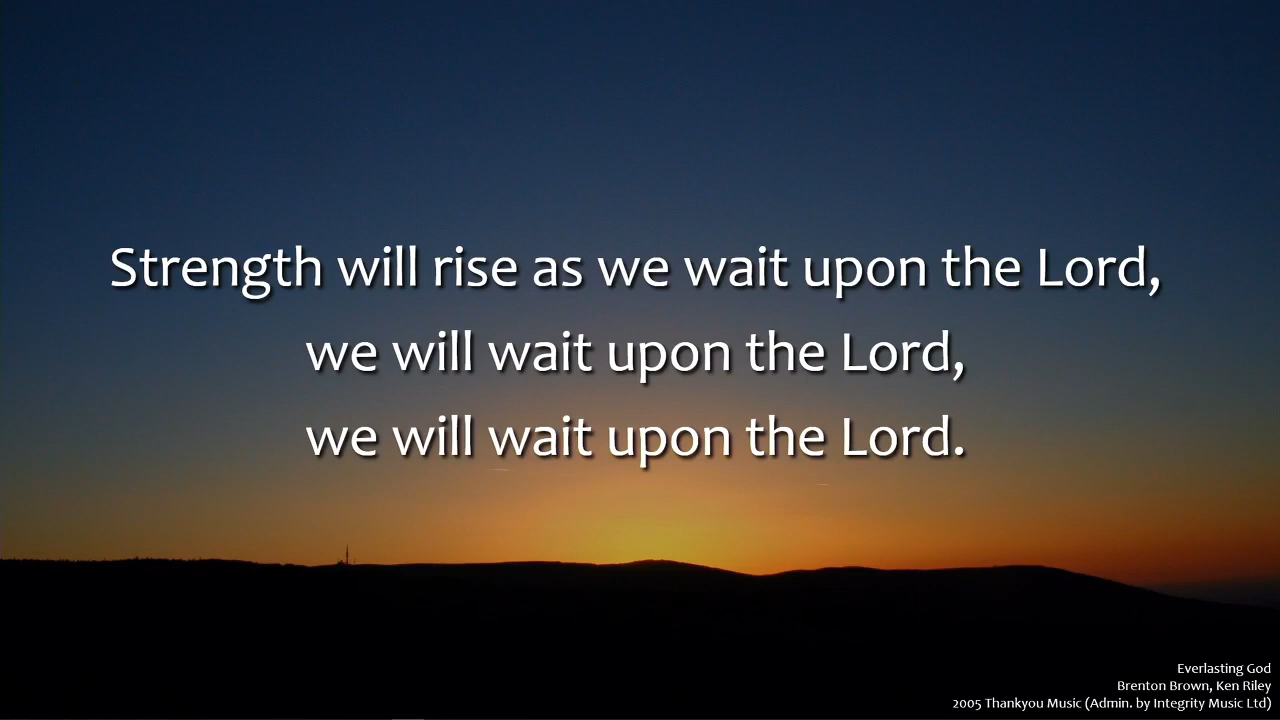 Strength will rise as we wait upon the Lord,
we will wait upon the Lord,
we will wait upon the Lord.
Everlasting God
Brenton Brown, Ken Riley
2005 Thankyou Music (Admin. by Integrity Music Ltd)